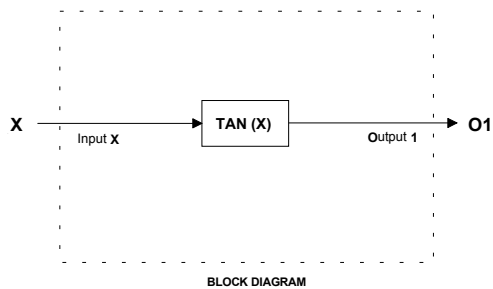 X
Input X
TAN (X)
Output 1
O1
BLOCK DIAGRAM